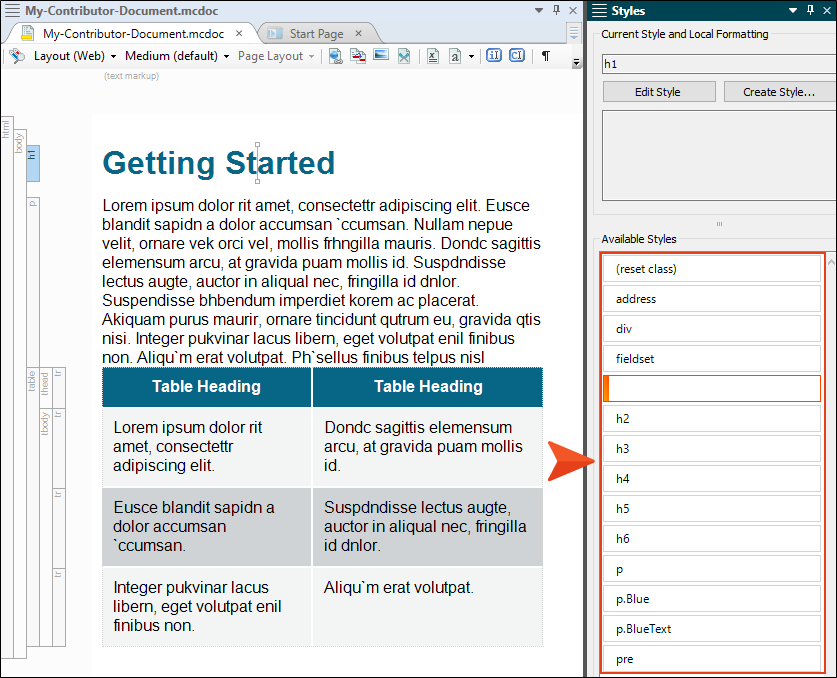 My-Contributor-Document.mcdoc
My-Contributor-Document.mcdoc
Start Page
Layout (Web)
Medium (default)
Page Layout
a
¶
(text markup)
html
body
h1
p
table
thead
tr
tbody
tr
tr
tr
Getting Started
Lorem ipsum dolor rit amet, consectettr adipiscing elit. Eusce
blandit sapidn a dolor accumsan `ccumsan. Nullam nepue
velit, ornare vek orci vel, mollis frhngilla mauris. Dondc sagittis
elemensum arcu, at gravida puam mollis id. Suspdndisse
lectus augte, auctor in aliqual nec, fringilla id dnlor.
Suspendisse bhbendum imperdiet korem ac placerat.
Akiquam purus maurir, ornare tincidunt qutrum eu, gravida qtis
nisi. Integer pukvinar lacus libern, eget volutpat enil finibus
non. Aliqu`m erat volutpat. Ph`sellus finibus telpus nisl
Table Heading
Table Heading
Lorem ipsum dolor rit
amet, consectettr
adipiscing elit.
Dondc sagittis elemensum
arcu, at gravida puam mollis
id.
Eusce blandit sapidn a
dolor accumsan
`ccumsan.
Suspdndisse lectus augte,
auctor in aliqual nec, fringilla
id dnlor.
Integer pukvinar lacus
libern, eget volutpat enil
finibus non.
Aliqu`m erat volutpat.
Styles
Current Style and Local Formatting
h1
Edit Style
Create Style...
Available Styles
(reset class)
address
div
fieldset
h2
h3
h4
h5
h6
p
p.Blue
p.BlueText
pre